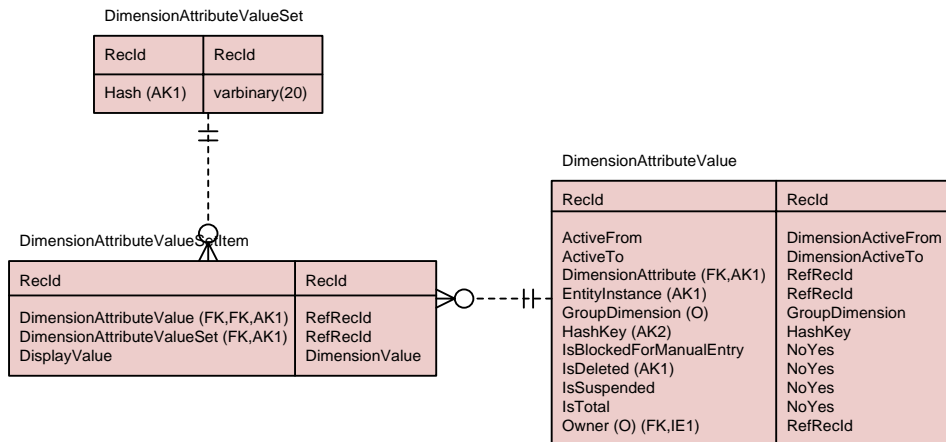 DimensionAttributeValueSet
RecId RecId
Hash (AK1) varbinary(20)
DimensionAttributeValueSetItem
RecId RecId
DimensionAttributeValue (FK,FK,AK1) RefRecId
DimensionAttributeValueSet (FK,AK1) RefRecId
DisplayValue DimensionValue
DimensionAttributeValue
RecId RecId
ActiveFrom DimensionActiveFrom
ActiveTo DimensionActiveTo
DimensionAttribute (FK,AK1) RefRecId
EntityInstance (AK1) RefRecId
GroupDimension (O) GroupDimension
HashKey (AK2) HashKey
IsBlockedForManualEntry NoYes
IsDeleted (AK1) NoYes
IsSuspended NoYes
IsTotal NoYes
Owner (O) (FK,IE1) RefRecId